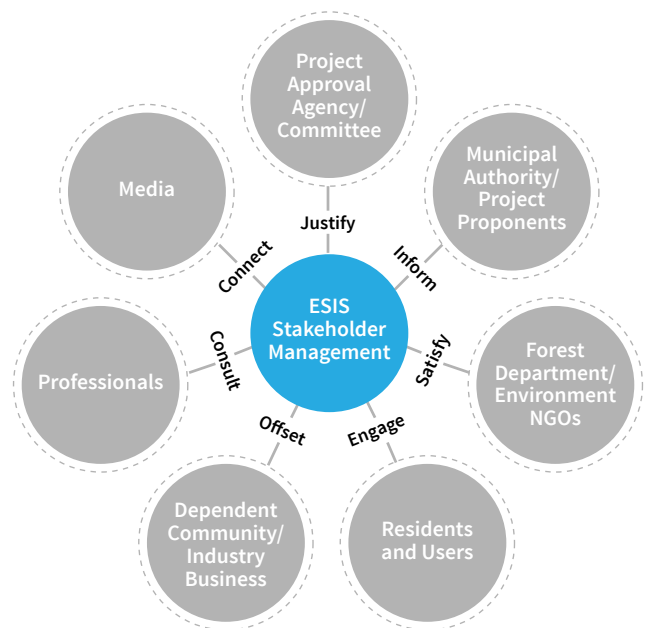 Project
Approval
Agency/
Committee
Municipal
Authority/
Project
Proponents
Media
Justify
Connect
Inform
ESIS
Stakeholder
Management
Consult
Satisfy
Professionals
Forest
Department/
Environment
NGOs
Offset
Engage
Dependent
Community/
Industry
Business
Residents
and Users